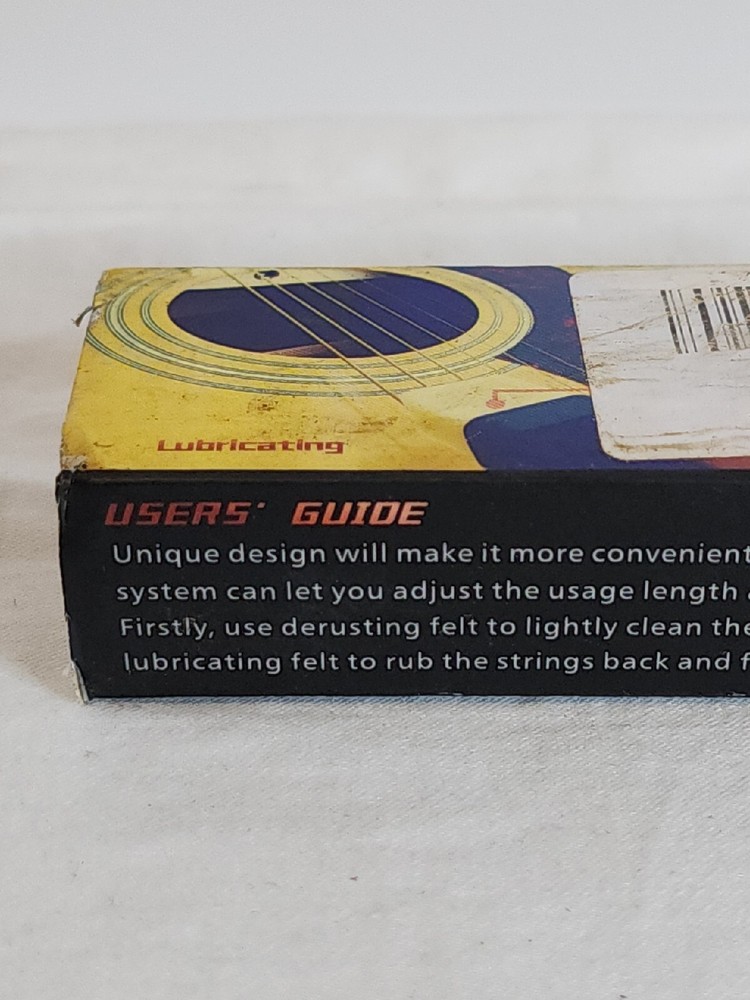 Lubricating
USERS' GUIDE
Unique design will make it more convenient
system can let you adjust the usage length
Firstly, use derusting felt to lightly clean the
lubricating felt to rub the strings back and f